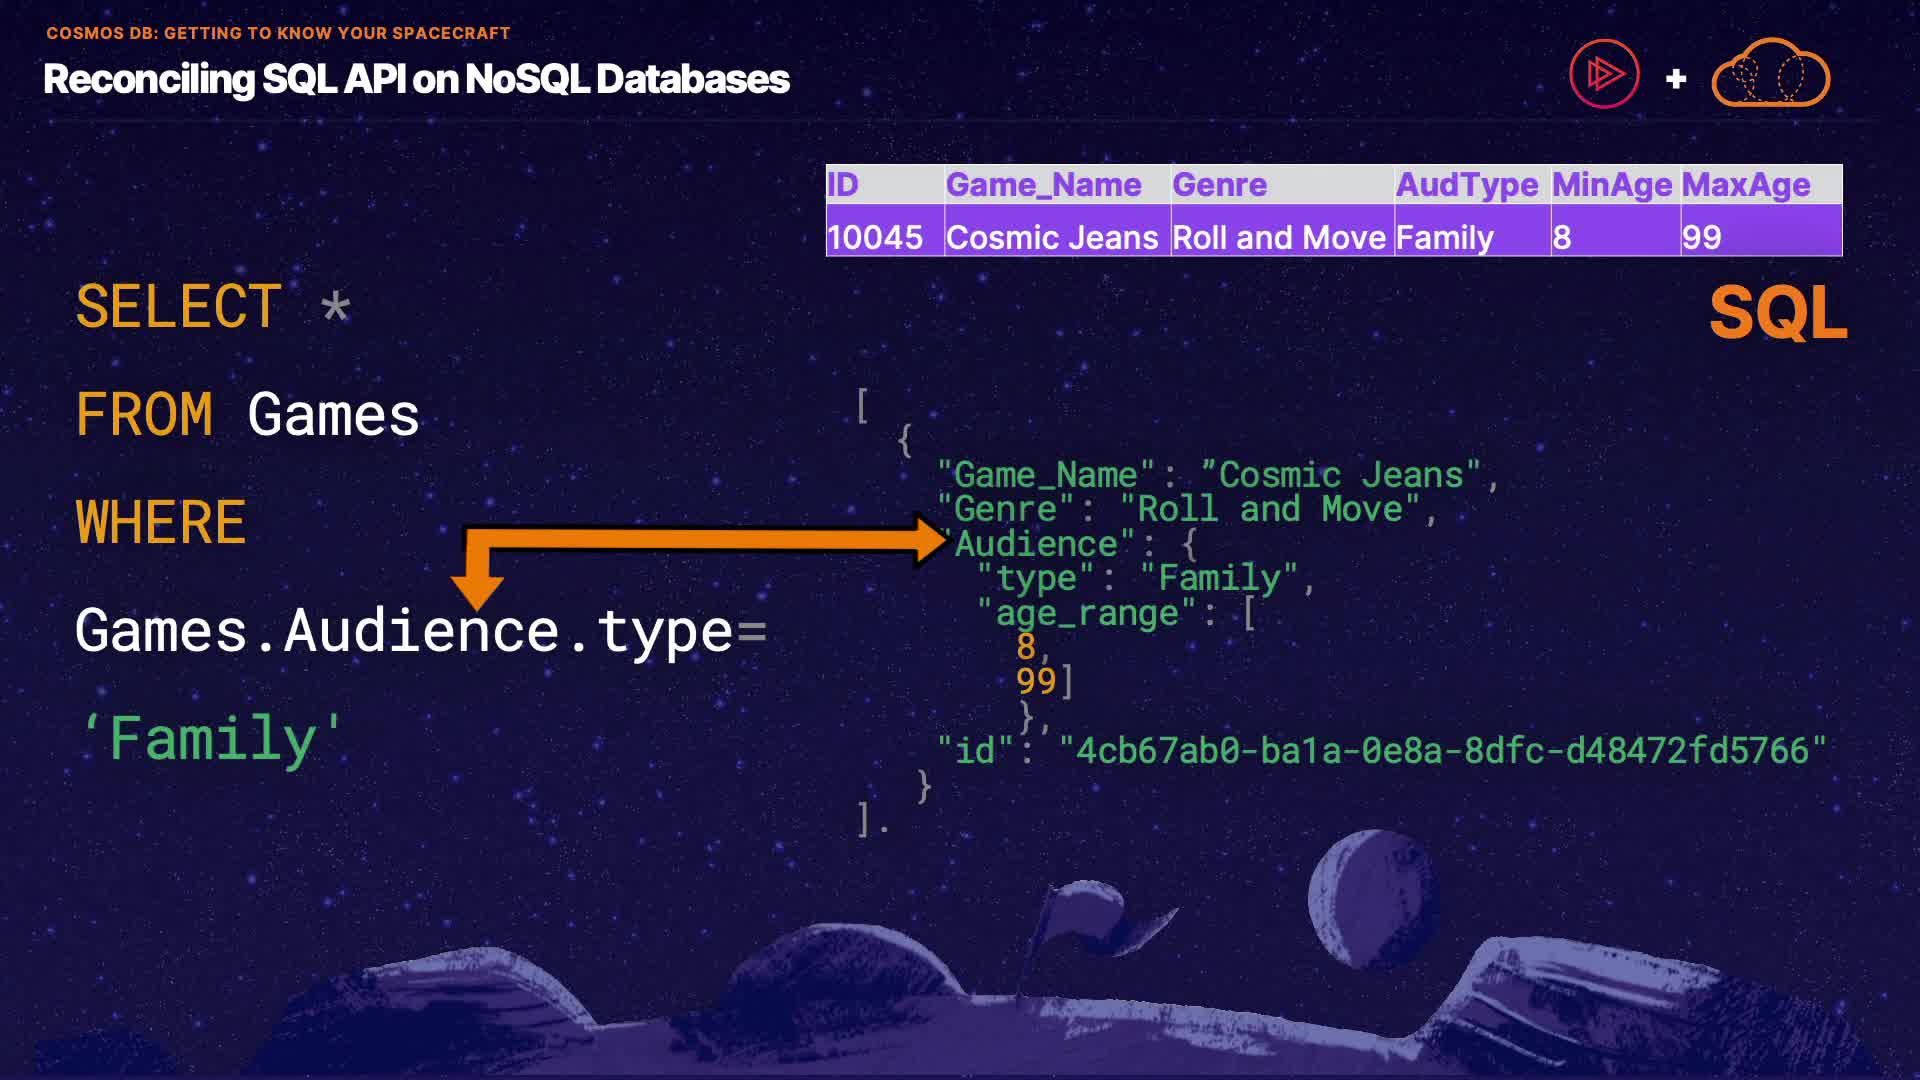 COSMOS DB: GETTING TO KNOW YOUR SPACECRAFT
Reconciling SQL API on NoSQL Databases
+
ID Game_Name Genre AudType MinAge MaxAge
10045 Cosmic Jeans Roll and Move Family 8 99
SQL
SELECT *
FROM Games
WHERE
Games.Audience.type=
‘Family'
[
{
"Game_Name": ”Cosmic Jeans",
"Genre": "Roll and Move",
"Audience": {
"type": "Family",
"age_range": [
8,
99]
},
"id": "4cb67ab0-ba1a-0e8a-8dfc-d48472fd5766"
}
].